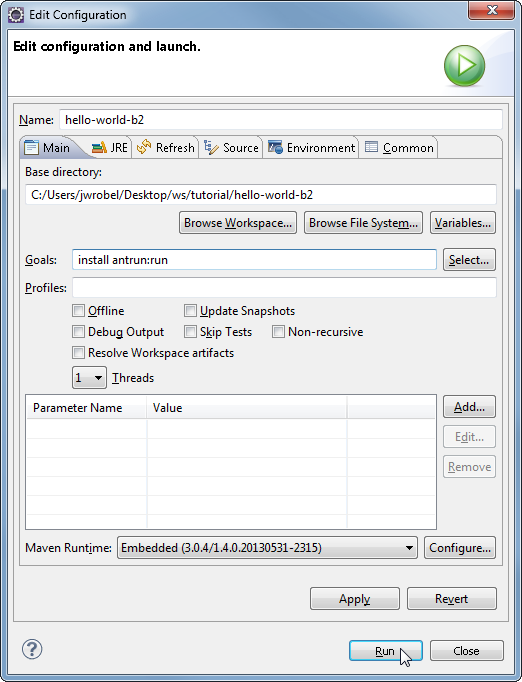 Edit Configuration
Edit configuration and launch.
Name: hello-world-b2
Main JRE Refresh Source Environment Common
Base directory:
C:/Users/jwrobel/Desktop/ws/tutorial/hello-world-b2
Browse Workspace... Browse File System... Variables...
Goals: install antrun:run Select...
Profiles:
Offline Update Snapshots
Debug Output Skip Tests Non-recursive
Resolve Workspace artifacts
1 Threads
Parameter Name Value Add...
Edit...
Remove
Maven Runtime: Embedded (3.0.4/1.4.0.20130531-2315) Configure...
Apply Revert
? Run Close